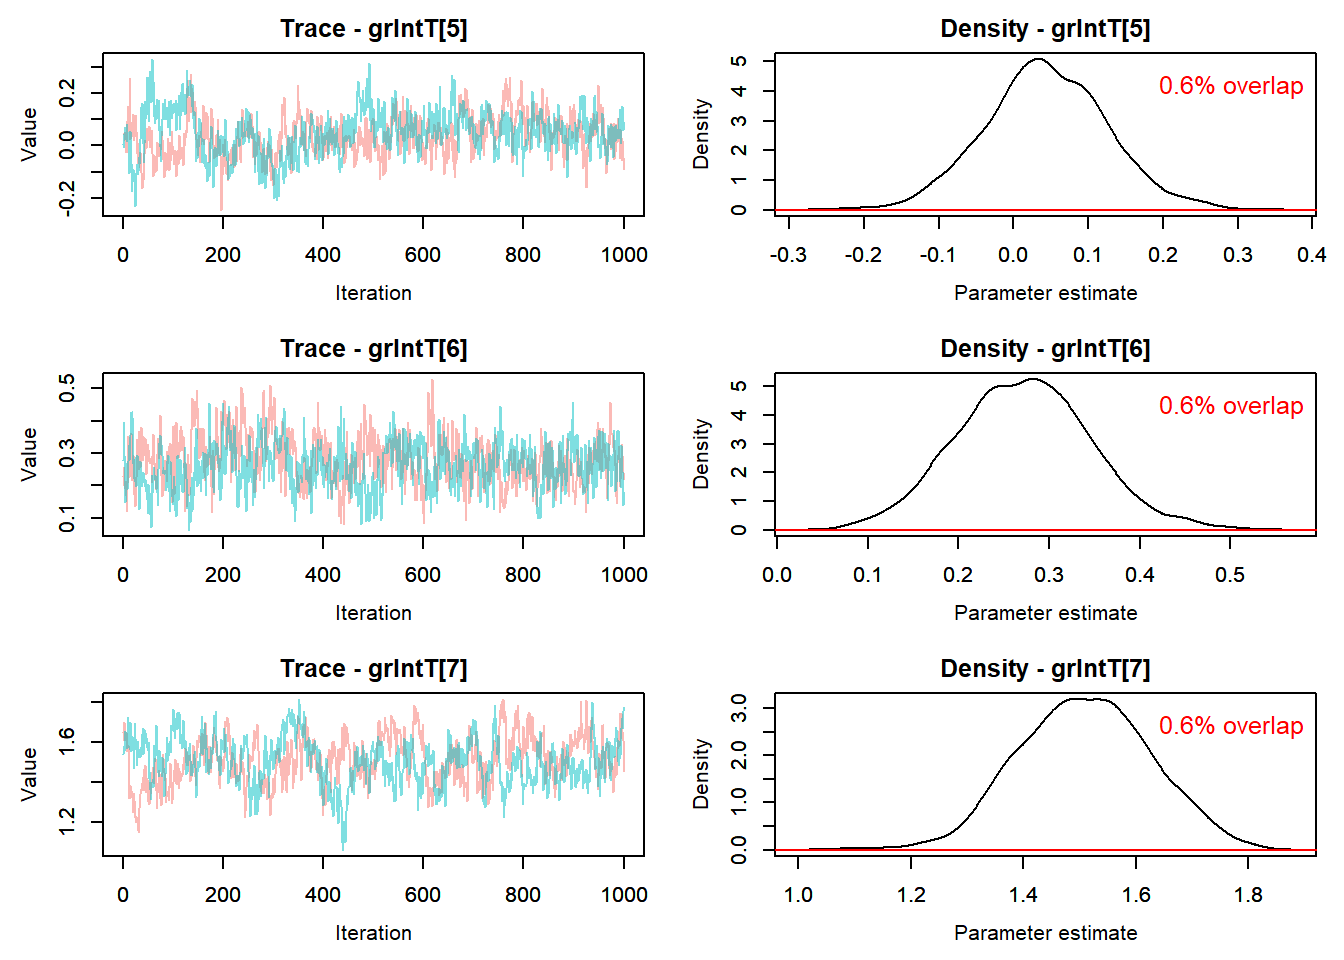 Trace - grIntT[5]
Value
-0.2 0.0 0.2
0 200 400 600 800 1000
Iteration
Density - grIntT[5]
0.6% overlap
Density
0 1 2 3 4 5
-0.3 -0.2 -0.1 0.0 0.1 0.2 0.3 0.4
Parameter estimate
Trace - grIntT[6]
Value
0.1 0.3 0.5
0 200 400 600 800 1000
Iteration
Density - grIntT[6]
0.6% overlap
Density
0 1 2 3 4 5
0.0 0.1 0.2 0.3 0.4 0.5
Parameter estimate
Trace - grIntT[7]
Value
1.2 1.6
0 200 400 600 800 1000
Iteration
Density - grIntT[7]
0.6% overlap
Density
0.0 1.0 2.0 3.0
1.0 1.2 1.4 1.6 1.8
Parameter estimate